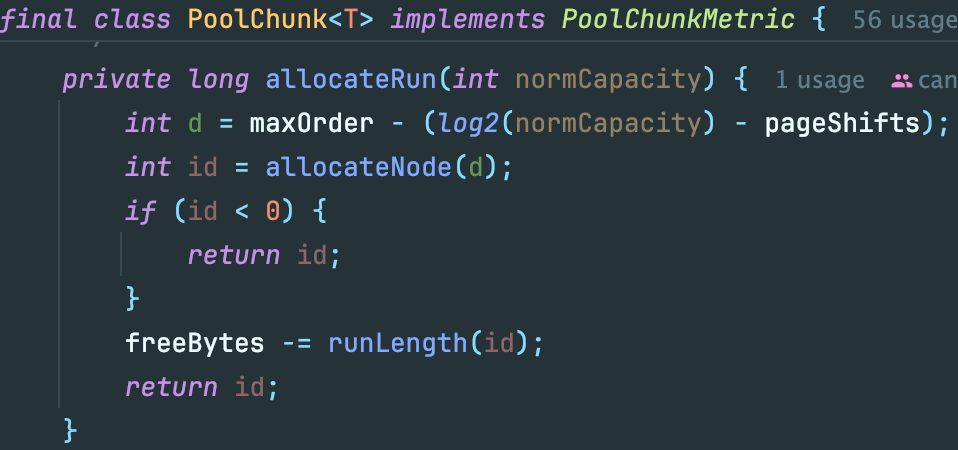 final class PoolChunk<T> implements PoolChunkMetric { 56 usage
private long allocateRun(int normCapacity) { 1 usage can
int d = maxOrder - (log2(normCapacity) - pageShifts);
int id = allocateNode(d);
if (id < 0) {
return id;
}
freeBytes -= runLength(id);
return id;
}